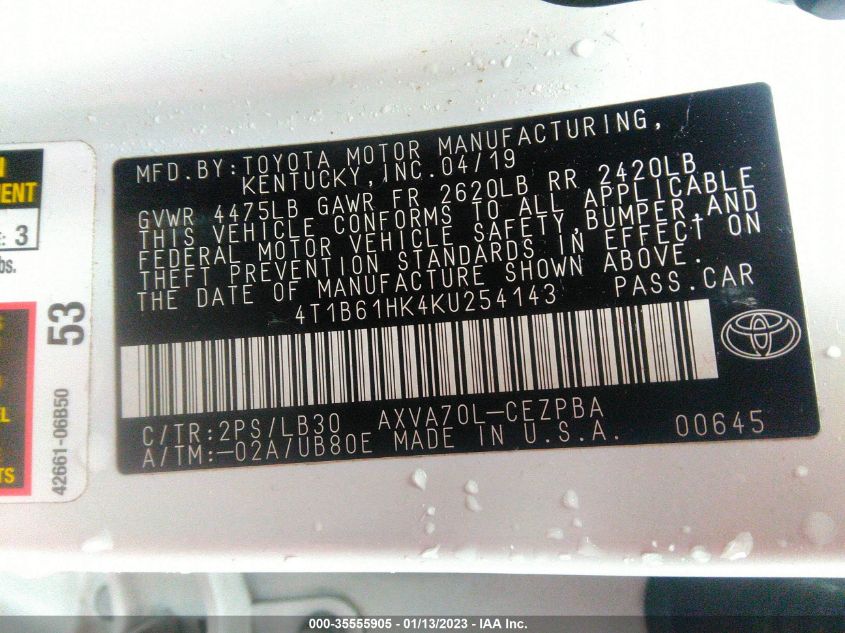 MFD.BY:TOYOTA MOTOR MANUFACTURING,
KENTUCKY,INC.04/19
GVWR 4475LB GAWR FR 2620LB RR 2420LB
THIS VEHICLE CONFORMS TO ALL APPLICABLE
FEDERAL MOTOR VEHICLE SAFETY,BUMPER,AND
THEFT PREVENTION STANDARDS IN EFFECT ON
THE DATE OF MANUFACTURE SHOWN ABOVE.
4T1B61HK4KU254143 PASS.CAR
C/TR:2PS/LB30 AXVA70L-CEZPBA
A/TM:-02A/UB80E MADE IN U.S.A. 00645
3
53
42661-06B50
000-35555905 - 01/13/2023 - IAA Inc.